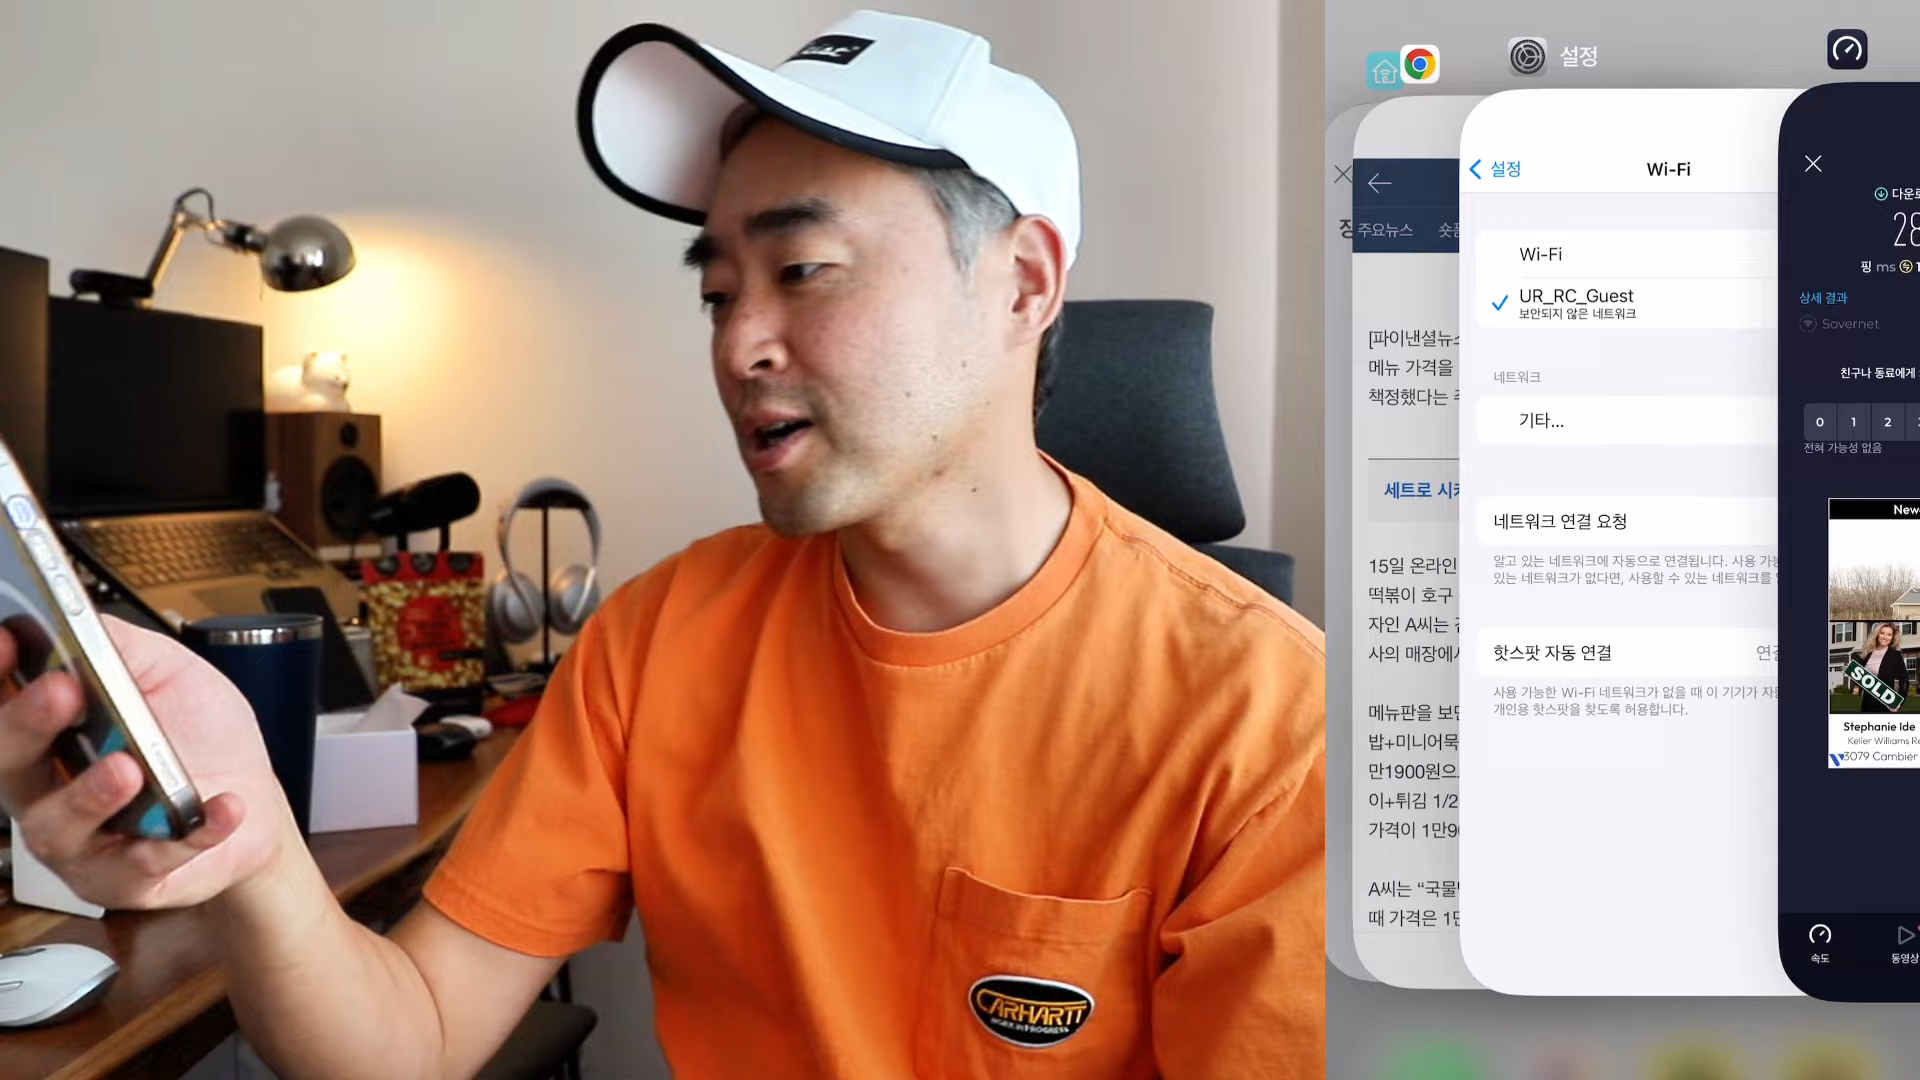 CARHARTT
WORK IN PROGRESS
설정
주요뉴스
[파이낸셜뉴스
메뉴 가격을
책정했다는
세트로 시켜
15일 온라인
떡볶이 호구
자인 A씨는
사의 매장에서
메뉴판을 보면
밥+미니어묵
만1900원으
이+튀김 1/2
가격이 1만90
A씨는 “국물
때 가격은 1만
설정
Wi-Fi
Wi-Fi
UR_RC_Guest
보안되지 않은 네트워크
네트워크
기타...
네트워크 연결 요청
알고 있는 네트워크에 자동으로 연결됩니다. 사용 가능
있는 네트워크가 없다면, 사용할 수 있는 네트워크를
핫스팟 자동 연결
사용 가능한 Wi-Fi 네트워크가 없을 때 이 기기가 자동
개인용 핫스팟을 찾도록 허용합니다.
다운로
28
핑 ms
상세 결과
Sovernet
친구나 동료에게
0 1 2
전혀 가능성 없음
SOLD
Stephanie Ide
Keller Williams Re
3079 Cambier
속도
동영상